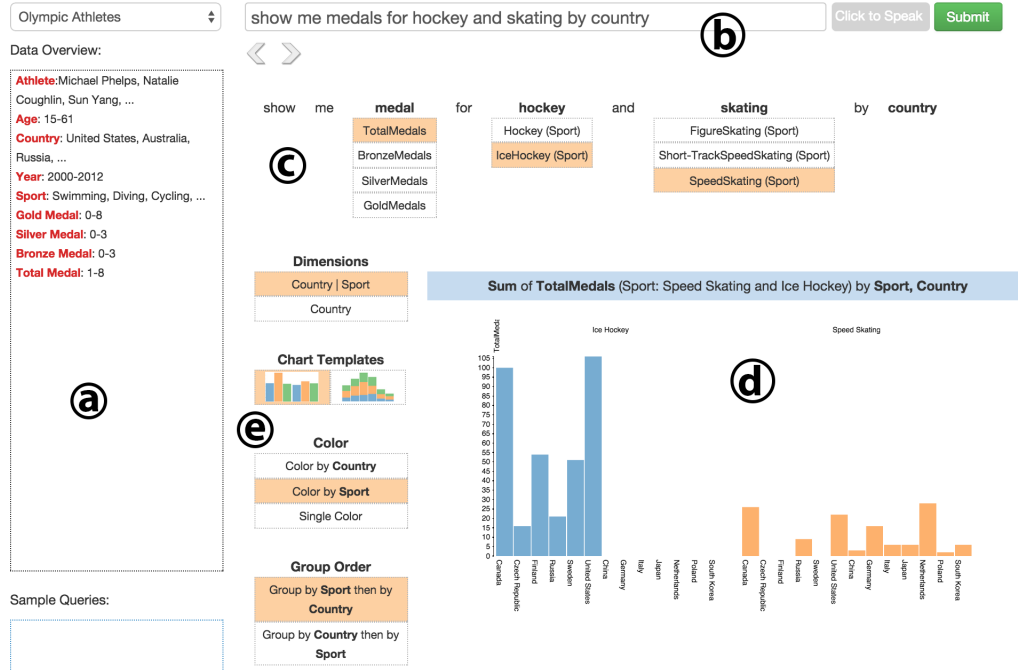 Olympic Athletes
show me medals for hockey and skating by country
Click to Speak
Submit
Data Overview:
b
Athlete:Michael Phelps, Natalie
Coughlin, Sun Yang, ...
Age: 15-61
Country: United States, Australia,
Russia, ...
Year: 2000-2012
Sport: Swimming, Diving, Cycling, ...
Gold Medal: 0-8
Silver Medal: 0-3
Bronze Medal: 0-3
Total Medal: 1-8
a
Sample Queries:
show me medal for hockey and skating by country
c
TotalMedals
BronzeMedals
SilverMedals
GoldMedals
Hockey (Sport)
IceHockey (Sport)
FigureSkating (Sport)
Short-TrackSpeedSkating (Sport)
SpeedSkating (Sport)
Dimensions
Country | Sport
Country
Chart Templates
e
Color
Color by Country
Color by Sport
Single Color
Group Order
Group by Sport then by
Country
Group by Country then by
Sport
Sum of TotalMedals (Sport: Speed Skating and Ice Hockey) by Sport, Country
d
Ice Hockey
Speed Skating
105
100
95
90
85
80
75
70
65
60
55
50
45
40
35
30
25
20
15
10
5
0
Canada
Czech Republic
Finland
Russia
Sweden
United States
China
Germany
Italy
Japan
Netherlands
Poland
South Korea
Canada
Czech Republic
Finland
Russia
Sweden
United States
China
Germany
Italy
Japan
Netherlands
Poland
South Korea